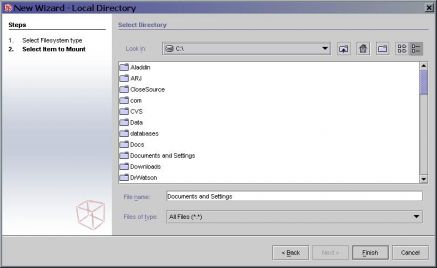 New Wizard - Local Directory
Steps
1. Select Filesystem type
2. Select Item to Mount
Select Directory
Look in: C:\
Aladdin
ARJ
CloseSource
com
CVS
Data
databases
Docs
Documents and Settings
Downloads
DrWatson
File name: Documents and Settings
Files of type: All Files (*.*)
< Back Next > Finish Cancel